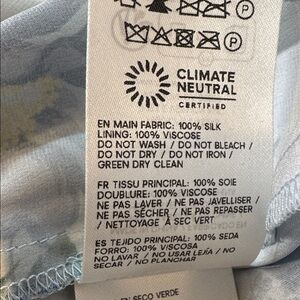 CLIMATE
NEUTRAL
CERTIFIED
EN MAIN FABRIC: 100% SILK
LINING: 100% VISCOSE
DO NOT WASH / DO NOT BLEACH /
DO NOT DRY / DO NOT IRON /
GREEN DRY CLEAN
FR TISSU PRINCIPAL: 100% SOIE
DOUBLURE: 100% VISCOSE
NE PAS LAVER / NE PAS JAVELLISER /
NE PAS SÉCHER / NE PAS REPASSER
/ NETTOYAGE À SEC VERT
ES TEJIDO PRINCIPAL: 100% SEDA
FORRO: 100% VISCOSA
NO LAVAR / NO USAR LEJÍA / NO
SECAR / NO PLANCHAR
EN SECO VERDE